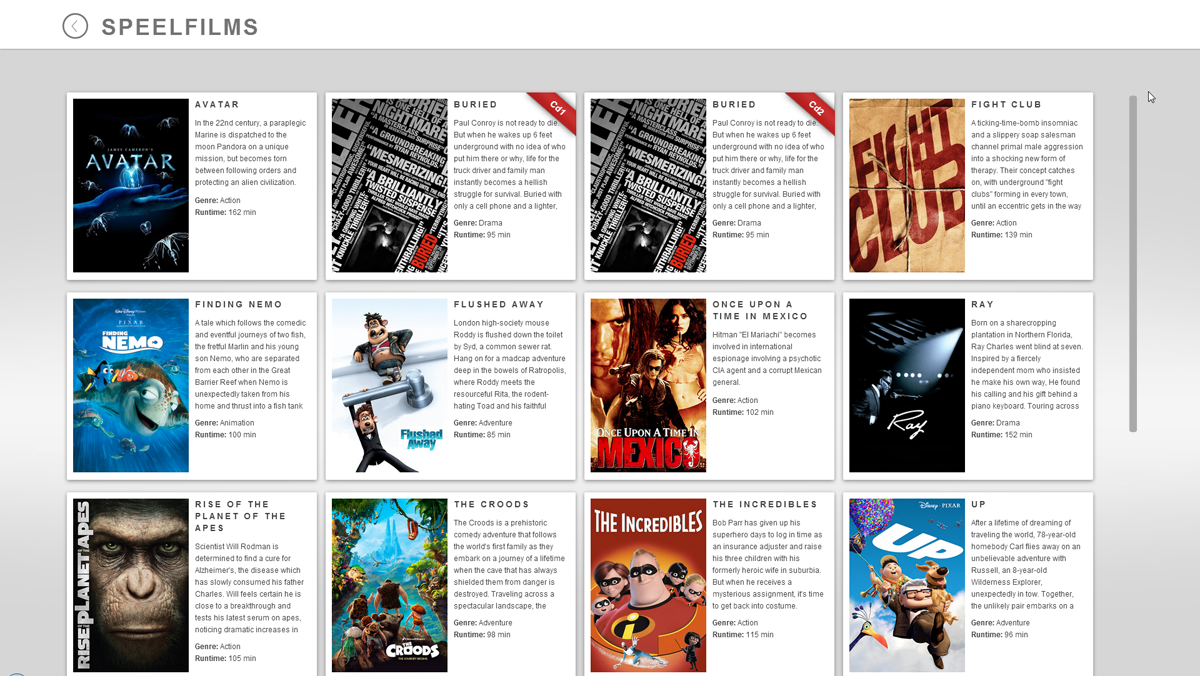 SPEELFILMS
JAMES CAMERON'S
AVATAR
AVATAR
In the 22nd century, a paraplegic
Marine is dispatched to the
moon Pandora on a unique
mission, but becomes torn
between following orders and
protecting an alien civilization.
Genre: Action
Runtime: 162 min
"A GROUNDBREAKING
"MESMERIZING!
"A BRILLIANTLY
TWISTED SUSPENSE
BURIED
BURIED
Cd1
Paul Conroy is not ready to die.
But when he wakes up 6 feet
underground with no idea of who
put him there or why, life for the
truck driver and family man
instantly becomes a hellish
struggle for survival. Buried with
only a cell phone and a lighter,
Genre: Drama
Runtime: 95 min
"A GROUNDBREAKING
"MESMERIZING!
"A BRILLIANTLY
TWISTED SUSPENSE
BURIED
BURIED
Cd2
Paul Conroy is not ready to die.
But when he wakes up 6 feet
underground with no idea of who
put him there or why, life for the
truck driver and family man
instantly becomes a hellish
struggle for survival. Buried with
only a cell phone and a lighter,
Genre: Drama
Runtime: 95 min
FIGHT
CLUB
FIGHT CLUB
A ticking-time-bomb insomniac
and a slippery soap salesman
channel primal male aggression
into a shocking new form of
therapy. Their concept catches
on, with underground "fight
clubs" forming in every town,
until an eccentric gets in the way
Genre: Action
Runtime: 139 min
PIXAR
FINDING
NEMO
FINDING NEMO
A tale which follows the comedic
and eventful journeys of two fish,
the fretful Marlin and his young
son Nemo, who are separated
from each other in the Great
Barrier Reef when Nemo is
unexpectedly taken from his
home and thrust into a fish tank
Genre: Animation
Runtime: 100 min
Flushed
Away
FLUSHED AWAY
London high-society mouse
Roddy is flushed down the toilet
by Syd, a common sewer rat.
Hang on for a madcap adventure
deep in the bowels of Ratropolis,
where Roddy meets the
resourceful Rita, the rodent-
hating Toad and his faithful
Genre: Adventure
Runtime: 85 min
ONCE UPON A TIME IN
MEXICO
ONCE UPON A
TIME IN MEXICO
Hitman "El Mariachi" becomes
involved in international
espionage involving a psychotic
CIA agent and a corrupt Mexican
general.
Genre: Action
Runtime: 102 min
Ray
RAY
Born on a sharecropping
plantation in Northern Florida,
Ray Charles went blind at seven.
Inspired by a fiercely
independent mom who insisted
he make his own way, He found
his calling and his gift behind a
piano keyboard. Touring across
Genre: Drama
Runtime: 152 min
RISE OF THE PLANET OF THE APES
RISE OF THE
PLANET OF THE
APES
Scientist Will Rodman is
determined to find a cure for
Alzheimer's, the disease which
has slowly consumed his father
Charles. Will feels certain he is
close to a breakthrough and
tests his latest serum on apes,
noticing dramatic increases in
Genre: Action
Runtime: 105 min
THE
CROODS
THE CROODS
The Croods is a prehistoric
comedy adventure that follows
the world's first family as they
embark on a journey of a lifetime
when the cave that has always
shielded them from danger is
destroyed. Traveling across a
spectacular landscape, the
Genre: Adventure
Runtime: 98 min
THE INCREDIBLES
THE INCREDIBLES
Bob Parr has given up his
superhero days to log in time as
an insurance adjuster and raise
his three children with his
formerly heroic wife in suburbia.
But when he receives a
mysterious assignment, it's time
to get back into costume.
Genre: Action
Runtime: 115 min
Disney · PIXAR
UP
UP
After a lifetime of dreaming of
traveling the world, 78-year-old
homebody Carl flies away on an
unbelievable adventure with
Russell, an 8-year-old
Wilderness Explorer,
unexpectedly in tow. Together,
the unlikely pair embarks on a
Genre: Adventure
Runtime: 96 min